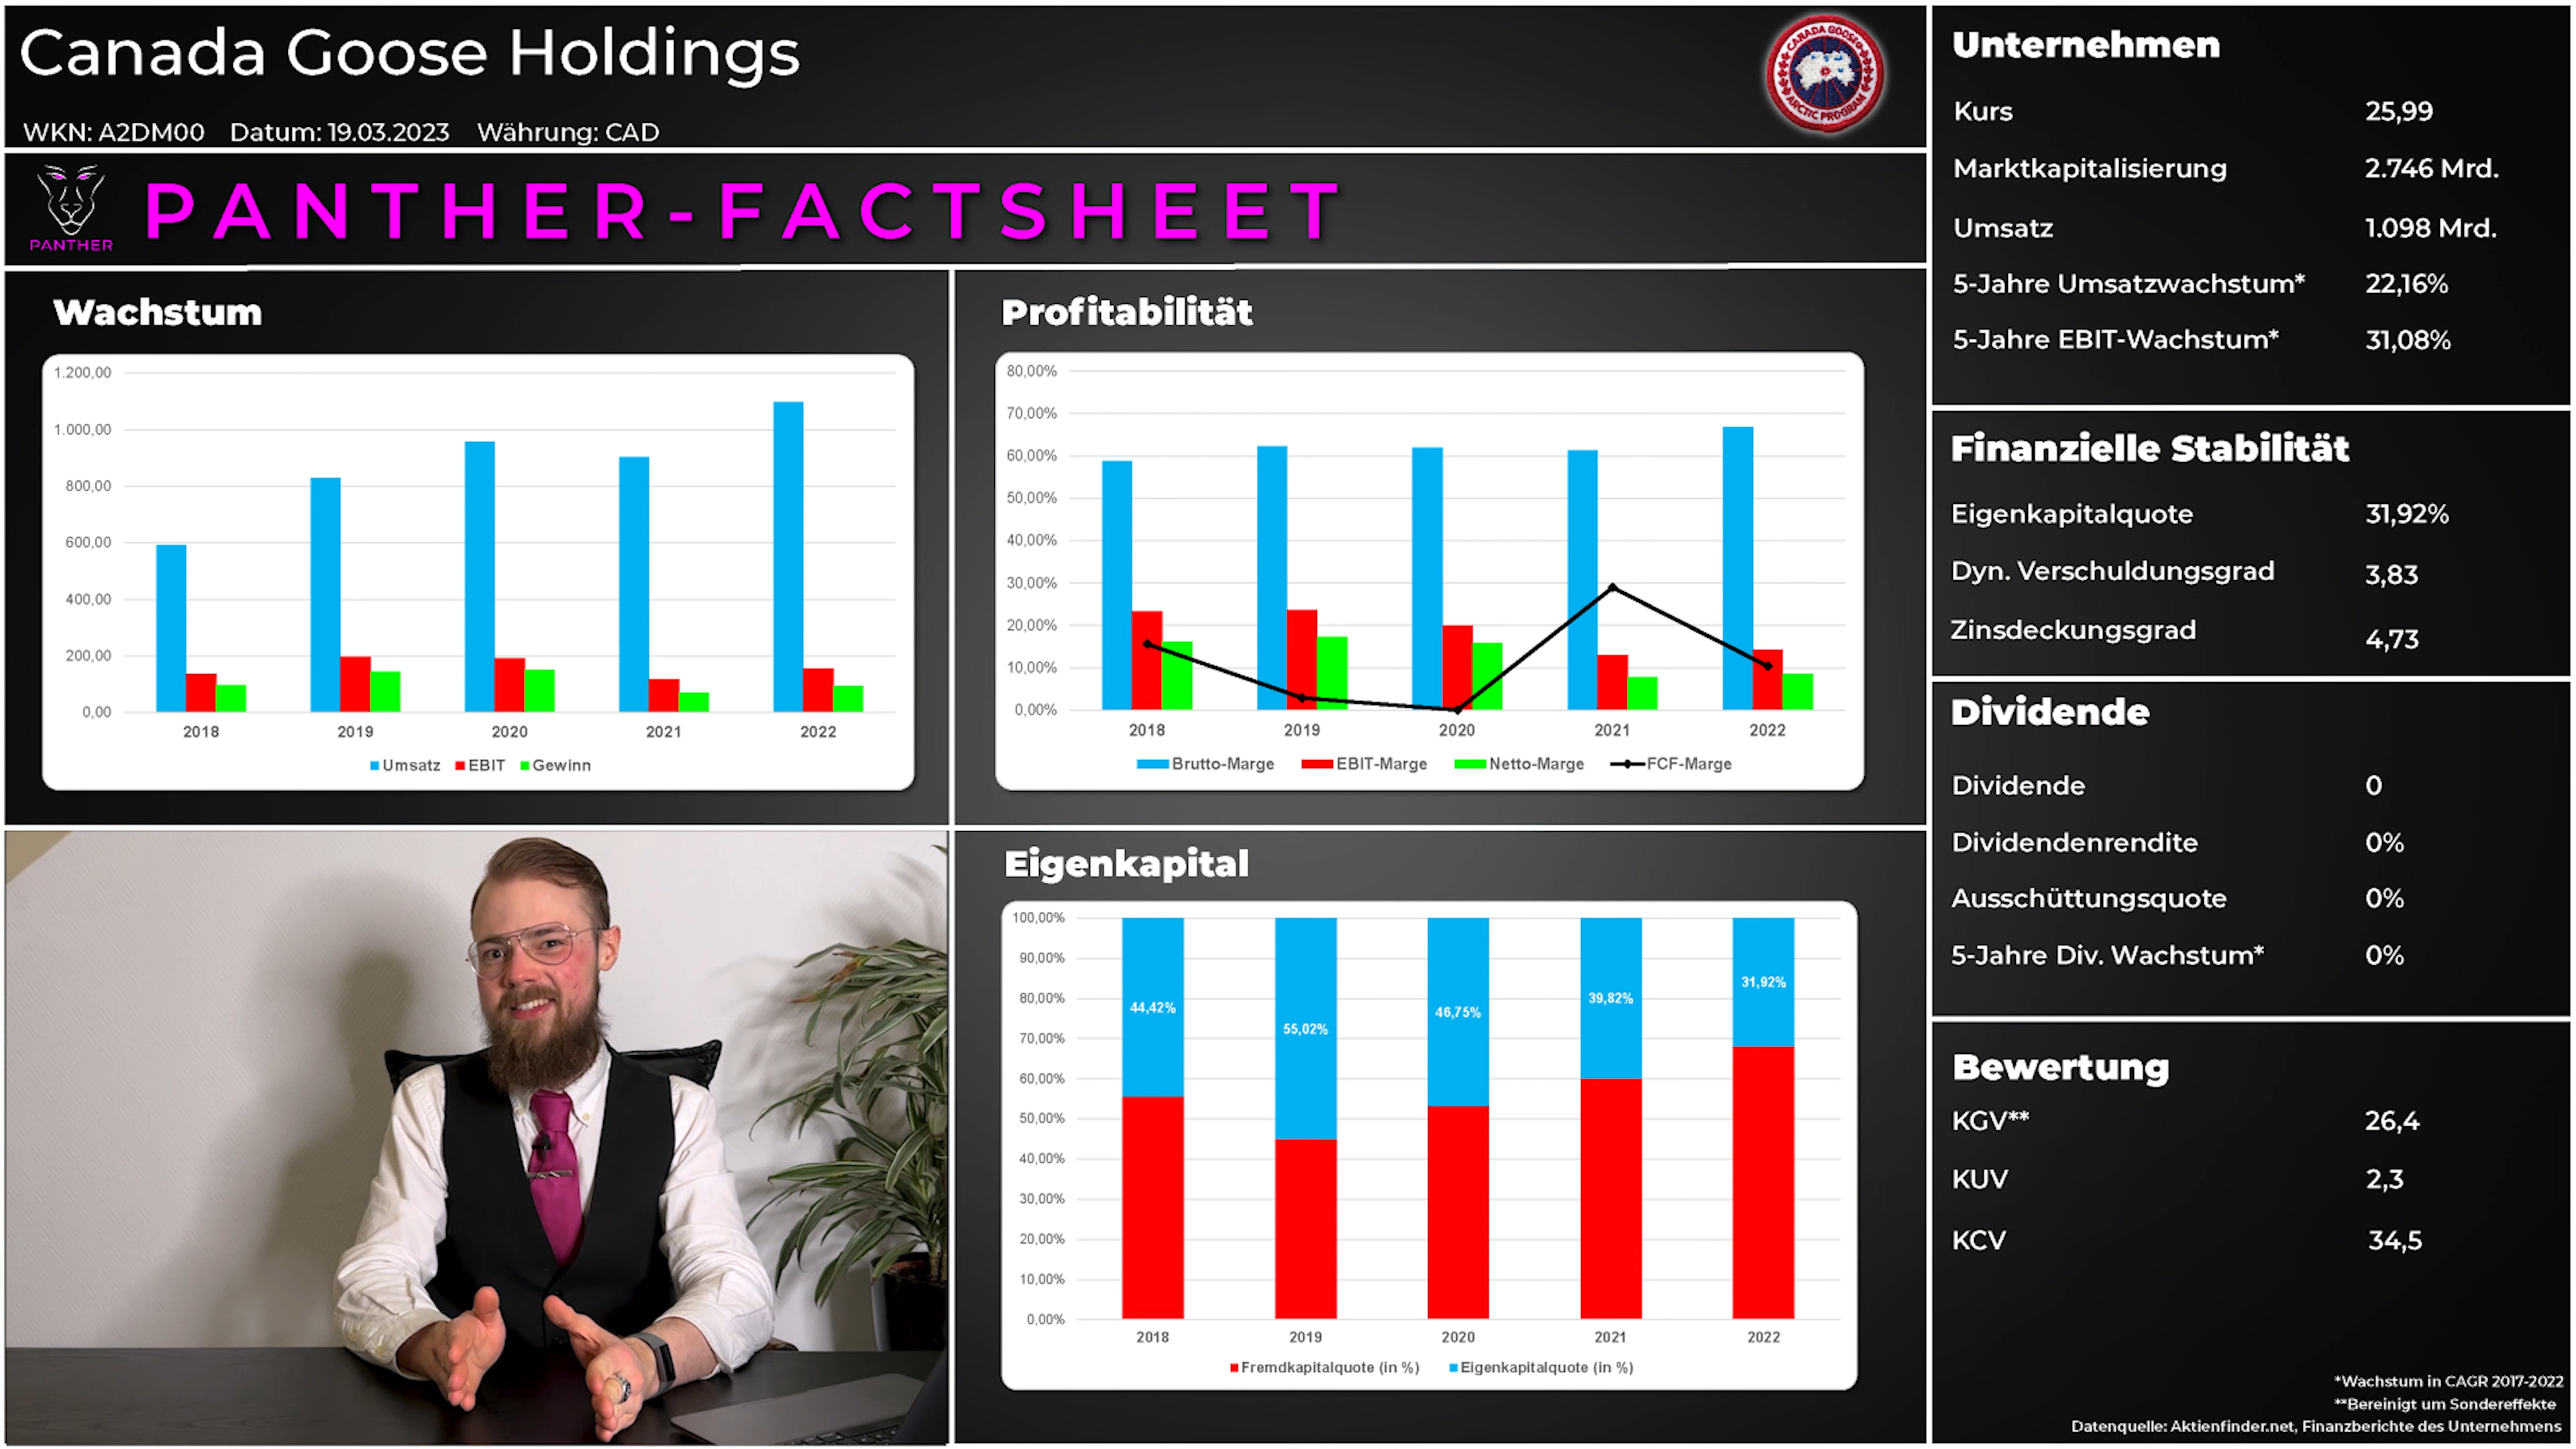 Canada Goose Holdings
WKN: A2DM00 Datum: 19.03.2023 Währung: CAD
CANADA GOOSE
ARCTIC PROGRAM
PANTHER
PANTHER-FACTSHEET
Wachstum
1.200,00
1.000,00
800,00
600,00
400,00
200,00
0,00
2018 2019 2020 2021 2022
Umsatz EBIT Gewinn
Profitabilität
80,00%
70,00%
60,00%
50,00%
40,00%
30,00%
20,00%
10,00%
0,00%
2018 2019 2020 2021 2022
Brutto-Marge EBIT-Marge Netto-Marge FCF-Marge
Eigenkapital
100,00%
90,00%
80,00%
70,00%
60,00%
50,00%
40,00%
30,00%
20,00%
10,00%
0,00%
44,42% 55,02% 46,75% 39,82% 31,92%
2018 2019 2020 2021 2022
Fremdkapitalquote (in %) Eigenkapitalquote (in %)
Unternehmen
Kurs 25,99
Marktkapitalisierung 2.746 Mrd.
Umsatz 1.098 Mrd.
5-Jahre Umsatzwachstum* 22,16%
5-Jahre EBIT-Wachstum* 31,08%
Finanzielle Stabilität
Eigenkapitalquote 31,92%
Dyn. Verschuldungsgrad 3,83
Zinsdeckungsgrad 4,73
Dividende
Dividende 0
Dividendenrendite 0%
Ausschüttungsquote 0%
5-Jahre Div. Wachstum* 0%
Bewertung
KGV** 26,4
KUV 2,3
KCV 34,5
*Wachstum in CAGR 2017-2022
**Bereinigt um Sondereffekte
Datenquelle: Aktienfinder.net, Finanzberichte des Unternehmens